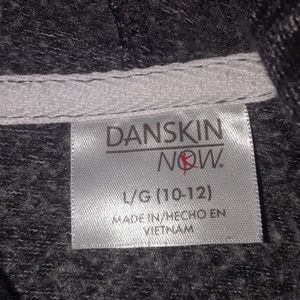 DANSKIN
NOW®
L/G (10-12)
MADE IN/HECHO EN
VIETNAM